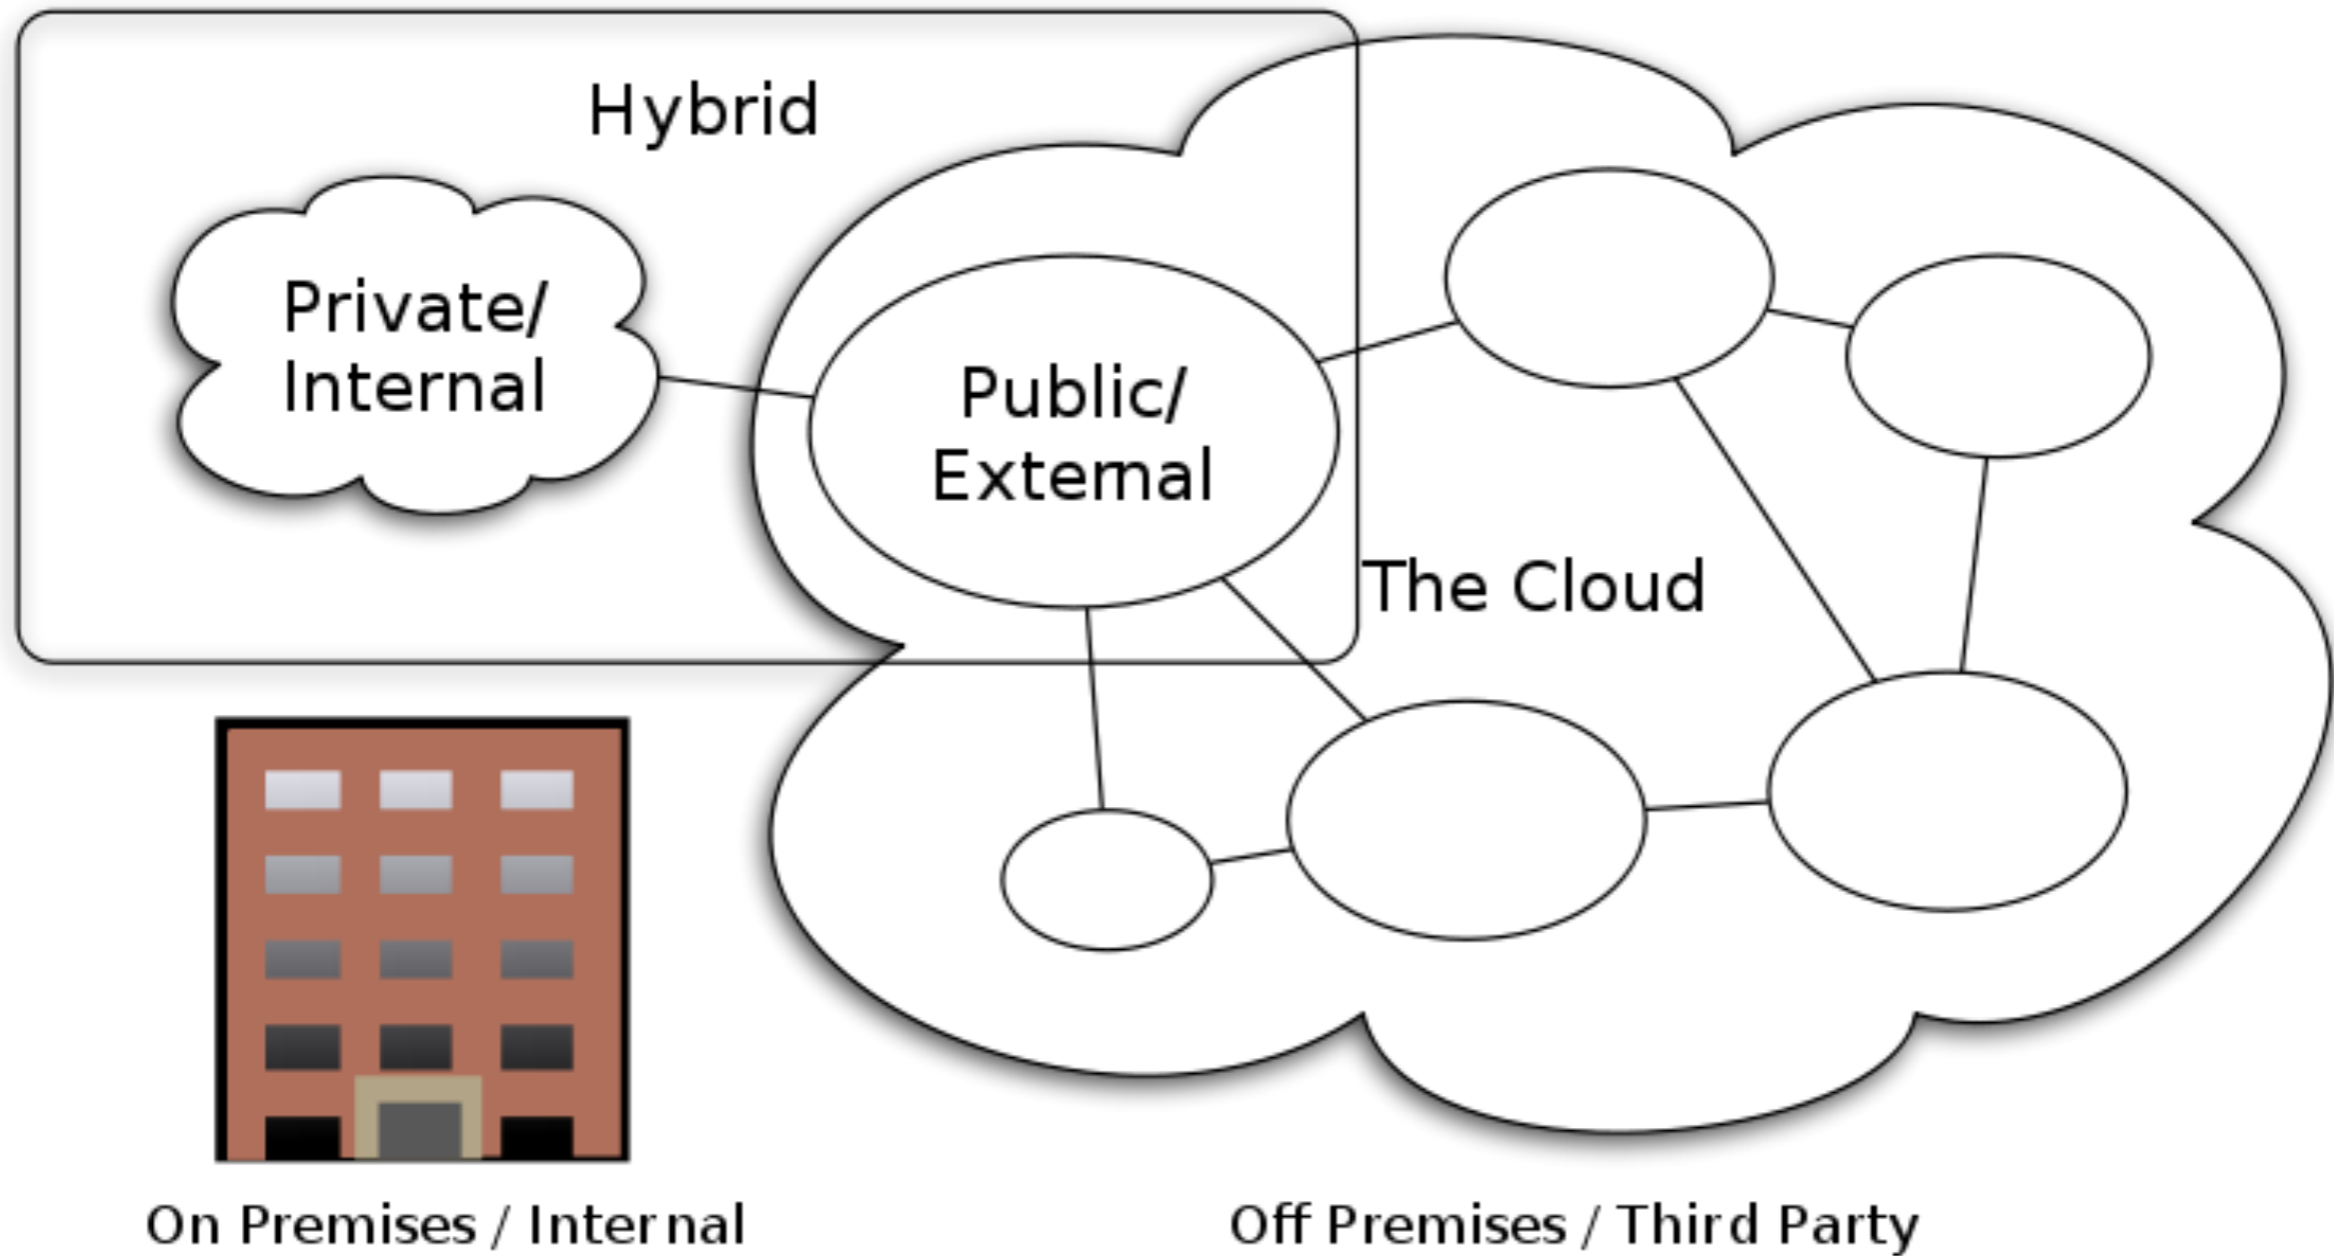 Hybrid
Private/
Internal
Public/
External
The Cloud
On Premises / Internal
Off Premises / Third Party